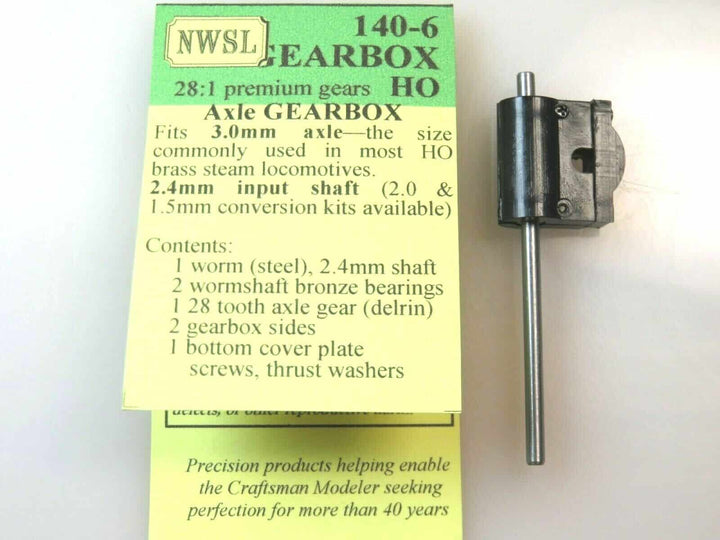 NWSL
140-6
GEARBOX
28:1 premium gears HO
Axle GEARBOX
Fits 3.0mm axle—the size
commonly used in most HO
brass steam locomotives.
2.4mm input shaft (2.0 &
1.5mm conversion kits available)
Contents:
1 worm (steel), 2.4mm shaft
2 wormshaft bronze bearings
1 28 tooth axle gear (delrin)
2 gearbox sides
1 bottom cover plate
screws, thrust washers
Precision products helping enable
the Craftsman Modeler seeking
perfection for more than 40 years